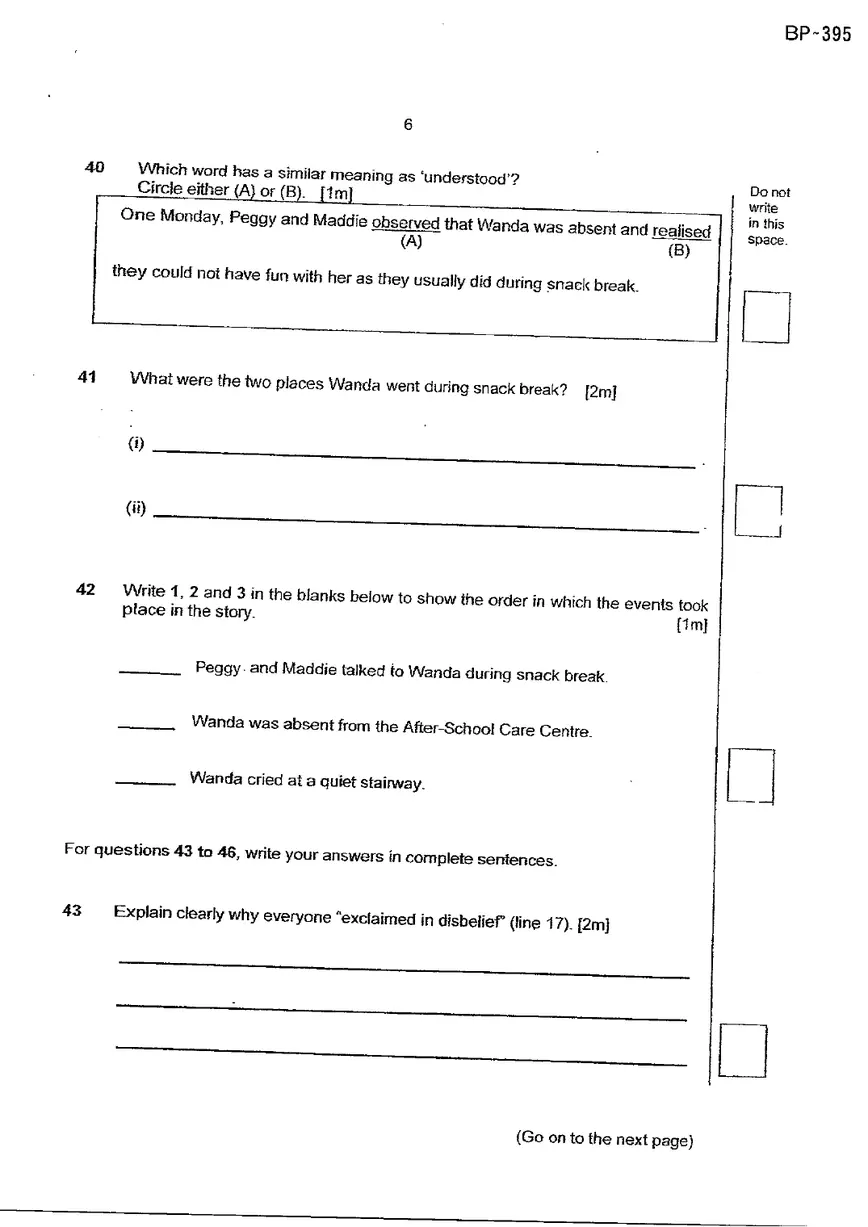 BP-395
6
40 Which word has a similar meaning as 'understood'?
Circle either (A) or (B). [1m]
Do not
write
in this
space.
One Monday, Peggy and Maddie observed that Wanda was absent and realised
(A) (B)
they could not have fun with her as they usually did during snack break.
41 What were the two places Wanda went during snack break? [2m]
(i)
(ii)
42 Write 1, 2 and 3 in the blanks below to show the order in which the events took
place in the story.
[1m]
Peggy and Maddie talked to Wanda during snack break.
Wanda was absent from the After-School Care Centre.
Wanda cried at a quiet stairway.
For questions 43 to 46, write your answers in complete sentences.
43 Explain clearly why everyone "exclaimed in disbelief" (line 17). [2m]
(Go on to the next page)